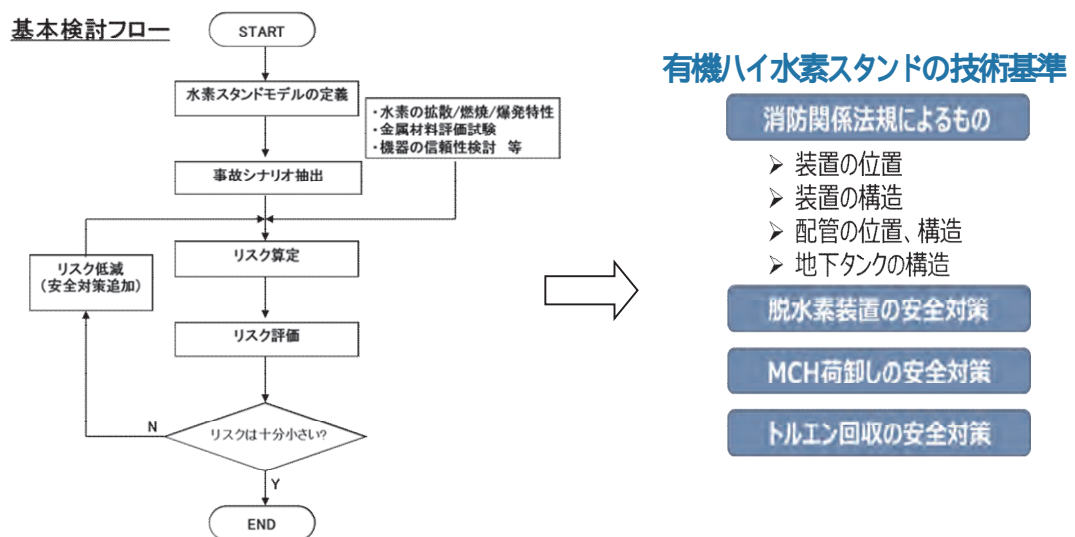 基本検討フロー
START
水素スタンドモデルの定義
・水素の拡散/燃焼/爆発特性
・金属材料評価試験
・機器の信頼性検討 等
事故シナリオ抽出
リスク算定
リスク低減
（安全対策追加）
リスク評価
N
リスクは十分小さい?
Y
END
有機ハイ水素スタンドの技術基準
消防関係法規によるもの
➢ 装置の位置
➢ 装置の構造
➢ 配管の位置、構造
➢ 地下タンクの構造
脱水素装置の安全対策
MCH荷卸しの安全対策
トルエン回収の安全対策